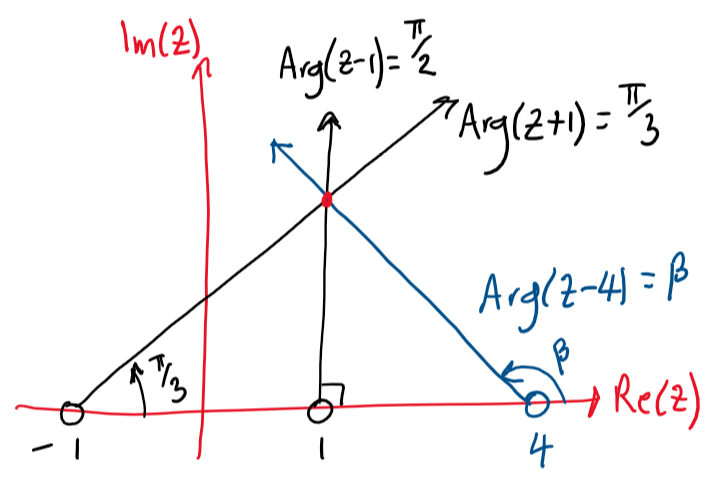 Im(z)
Arg(z-1)=π/2
Arg(z+1)=π/3
Arg(z-4)=β
π/3
β
Re(z)
-1
1
4